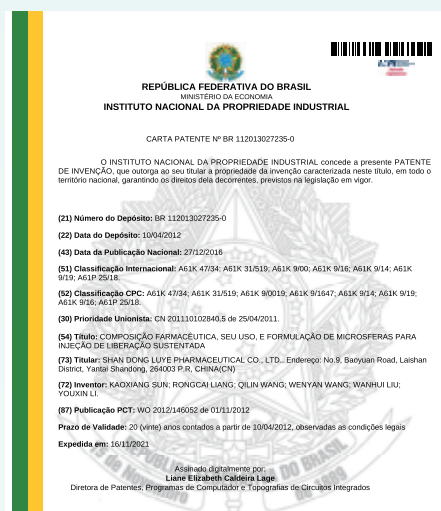 REPÚBLICA FEDERATIVA DO BRASIL
MINISTÉRIO DA ECONOMIA
INSTITUTO NACIONAL DA PROPRIEDADE INDUSTRIAL
CARTA PATENTE Nº BR 112013027235-0
O INSTITUTO NACIONAL DA PROPRIEDADE INDUSTRIAL concede a presente PATENTE
DE INVENÇÃO, que outorga ao seu titular a propriedade da invenção caracterizada neste título, em todo o
território nacional, garantindo os direitos dela decorrentes, previstos na legislação em vigor.
(21) Número do Depósito: BR 112013027235-0
(22) Data do Depósito: 10/04/2012
(43) Data da Publicação Nacional: 27/12/2016
(51) Classificação Internacional: A61K 47/34; A61K 31/519; A61K 9/00; A61K 9/16; A61K 9/14; A61K
9/19; A61P 25/18.
(52) Classificação CPC: A61K 47/34; A61K 31/519; A61K 9/0019; A61K 9/1647; A61K 9/14; A61K 9/19;
A61K 9/16; A61P 25/18.
(30) Prioridade Unionista: CN 201110102840.5 de 25/04/2011.
(54) Título: COMPOSIÇÃO FARMACÊUTICA, SEU USO, E FORMULAÇÃO DE MICROSFERAS PARA
INJEÇÃO DE LIBERAÇÃO SUSTENTADA
(73) Titular: SHAN DONG LUYE PHARMACEUTICAL CO., LTD.. Endereço: No.9, Baoyuan Road, Laishan
District, Yantai Shandong, 264003 P.R, CHINA(CN)
(72) Inventor: KAOXIANG SUN; RONGCAI LIANG; QILIN WANG; WENYAN WANG; WANHUI LIU;
YOUXIN LI.
(87) Publicação PCT: WO 2012/146052 de 01/11/2012
Prazo de Validade: 20 (vinte) anos contados a partir de 10/04/2012, observadas as condições legais
Expedida em: 16/11/2021
Assinado digitalmente por:
Liane Elizabeth Caldeira Lage
Diretora de Patentes, Programas de Computador e Topografias de Circuitos Integrados